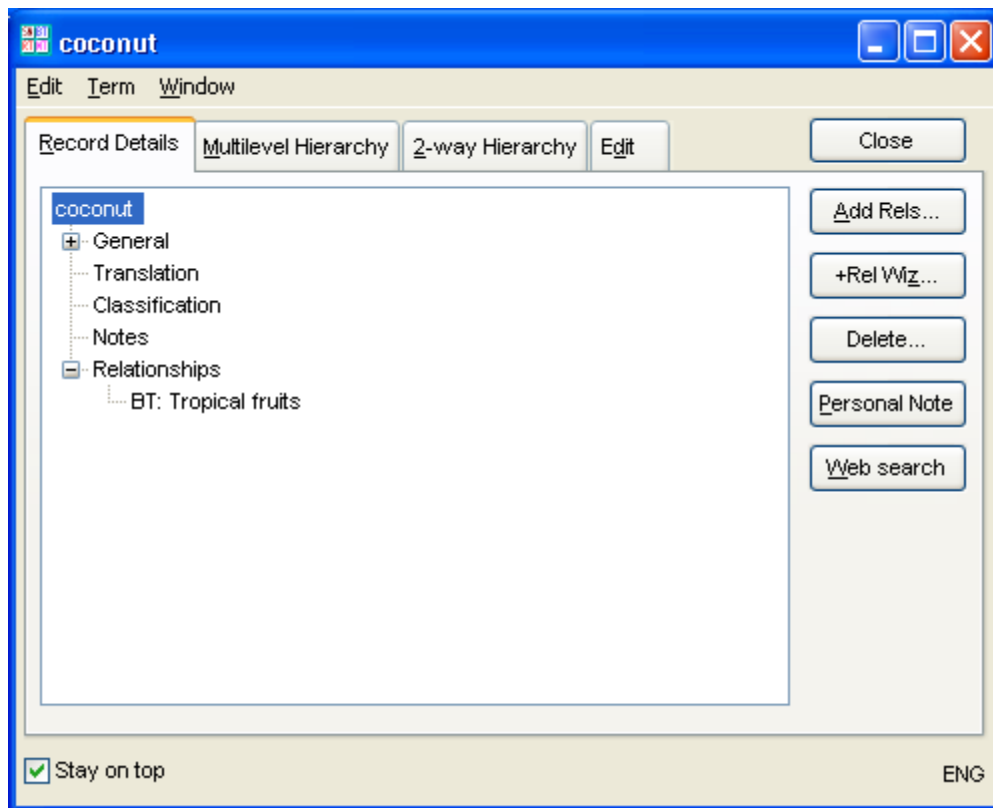 coconut
Edit Term Window
Record Details Multilevel Hierarchy 2-way Hierarchy Edit Close
coconut
General
Translation
Classification
Notes
Relationships
BT: Tropical fruits
Add Rels...
+Rel Wiz...
Delete...
Personal Note
Web search
Stay on top
ENG